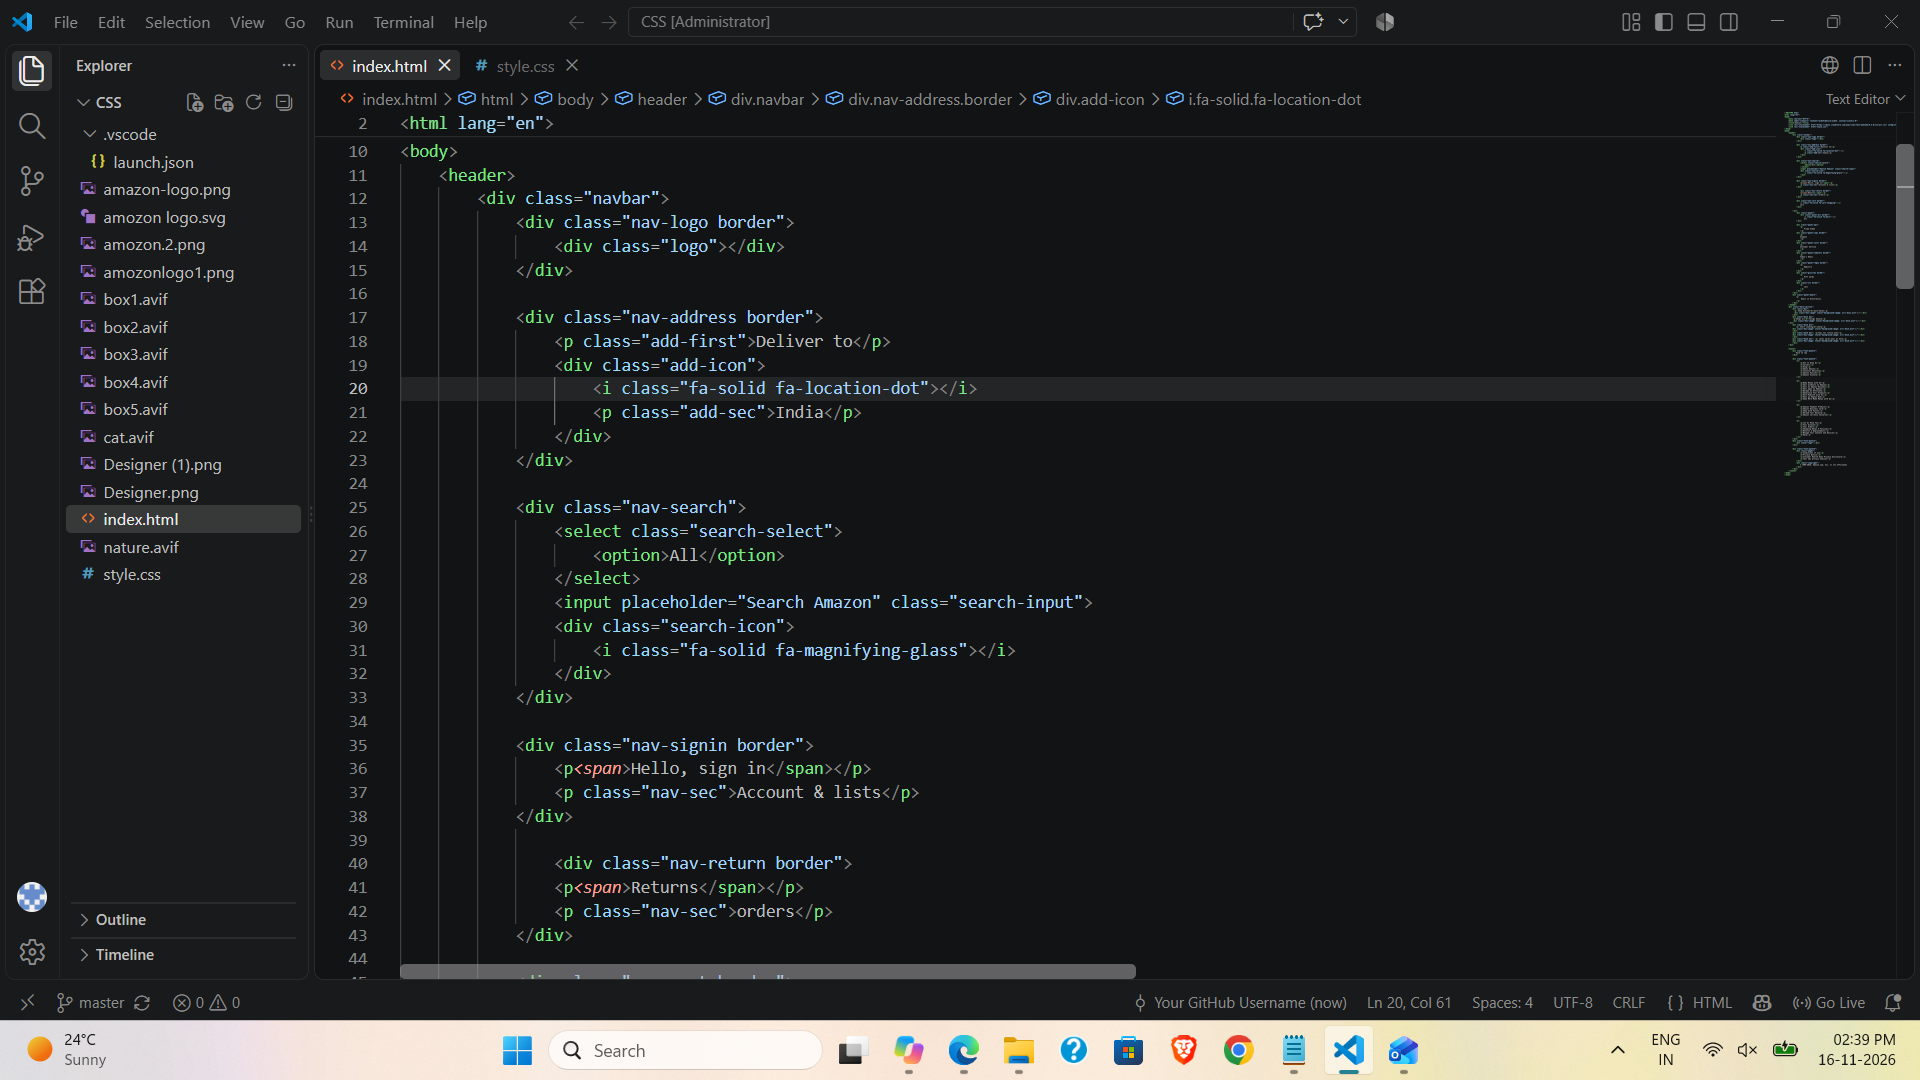 File Edit Selection View Go Run Terminal Help
CSS [Administrator]
Explorer
index.html
# style.css
CSS
index.html > html > body > header > div.navbar > div.nav-address.border > div.add-icon > i.fa-solid.fa-location-dot
Text Editor
.vscode
{} launch.json
amazon-logo.png
amozon logo.svg
amozon.2.png
amozonlogo1.png
box1.avif
box2.avif
box3.avif
box4.avif
box5.avif
cat.avif
Designer (1).png
Designer.png
index.html
nature.avif
# style.css
Outline
Timeline
2 <html lang="en">
10 <body>
11 <header>
12 <div class="navbar">
13 <div class="nav-logo border">
14 <div class="logo"></div>
15 </div>
16
17 <div class="nav-address border">
18 <p class="add-first">Deliver to</p>
19 <div class="add-icon">
20 <i class="fa-solid fa-location-dot"></i>
21 <p class="add-sec">India</p>
22 </div>
23 </div>
24
25 <div class="nav-search">
26 <select class="search-select">
27 <option>All</option>
28 </select>
29 <input placeholder="Search Amazon" class="search-input">
30 <div class="search-icon">
31 <i class="fa-solid fa-magnifying-glass"></i>
32 </div>
33 </div>
34
35 <div class="nav-signin border">
36 <p<span>Hello, sign in</span></p>
37 <p class="nav-sec">Account & lists</p>
38 </div>
39
40 <div class="nav-return border">
41 <p<span>Returns</span></p>
42 <p class="nav-sec">orders</p>
43 </div>
44
master
0 0
Your GitHub Username (now) Ln 20, Col 61 Spaces: 4 UTF-8 CRLF {} HTML Go Live
24°C
Sunny
Search
ENG
IN
02:39 PM
16-11-2026